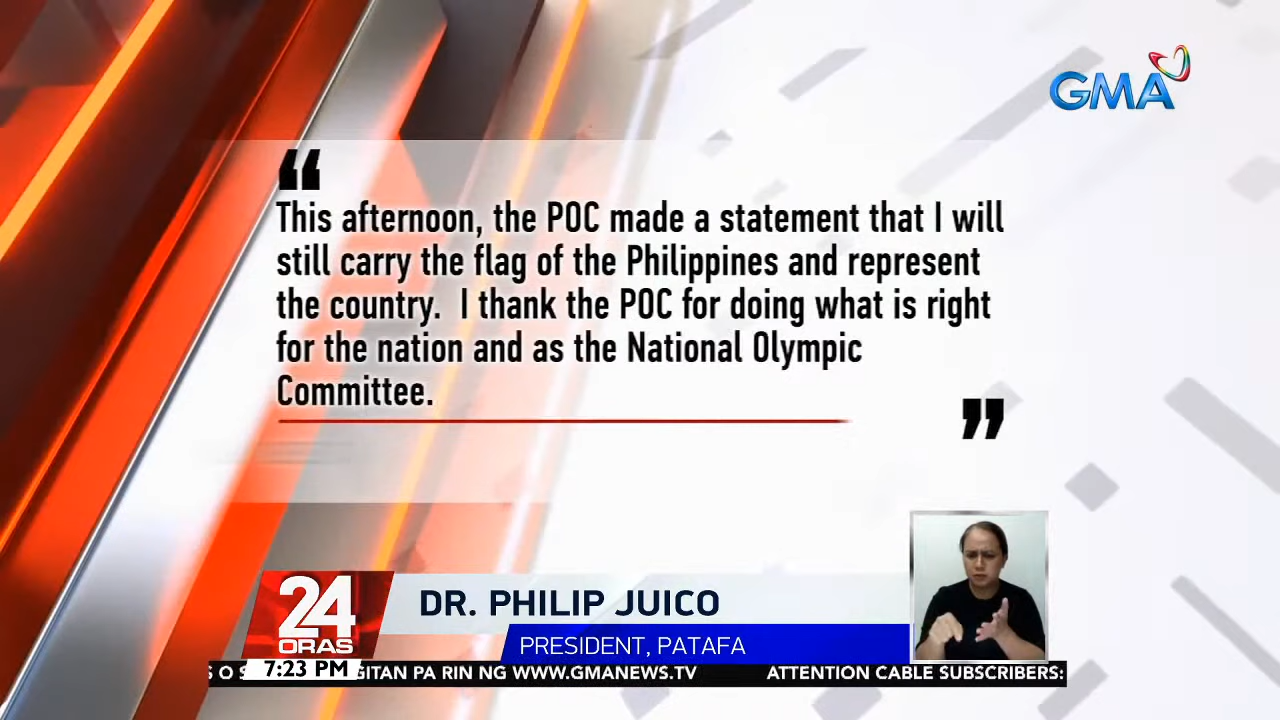 GMA
“
This afternoon, the POC made a statement that I will
still carry the flag of the Philippines and represent
the country.  I thank the POC for doing what is right
for the nation and as the National Olympic
Committee.
”
24
ORAS
DR. PHILIP JUICO
PRESIDENT, PATAFA
7:23 PM
PA RIN NG WWW.GMANEWS.TV
ATTENTION CABLE SUBSCRIBERS: